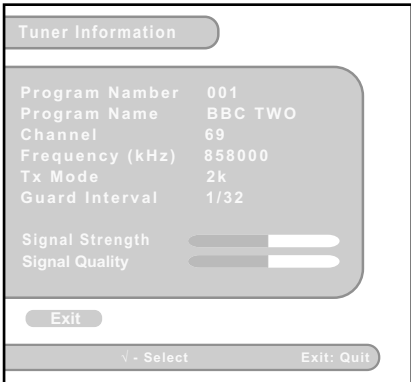 Tuner Information
Program Namber 001
Program Name BBC TWO
Channel 69
Frequency (kHz) 858000
Tx Mode 2k
Guard Interval 1/32
Signal Strength
Signal Quality
Exit
√ - Select Exit: Quit